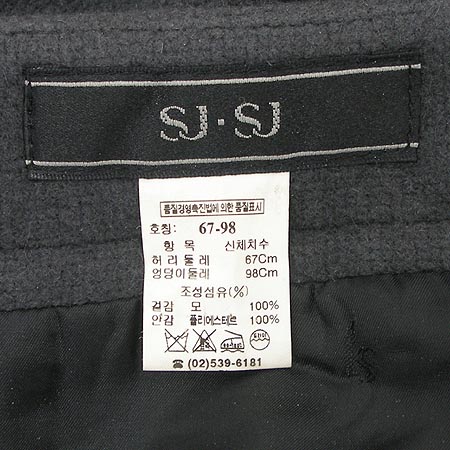 SJ·SJ
품질경영촉진법에 의한 품질표시
호칭: 67-98
항목 신체치수
허리둘레 67Cm
엉덩이둘레 98Cm
조성섬유(%)
겉감 모 100%
안감 폴리에스테르 100%
☎ (02)539-6181